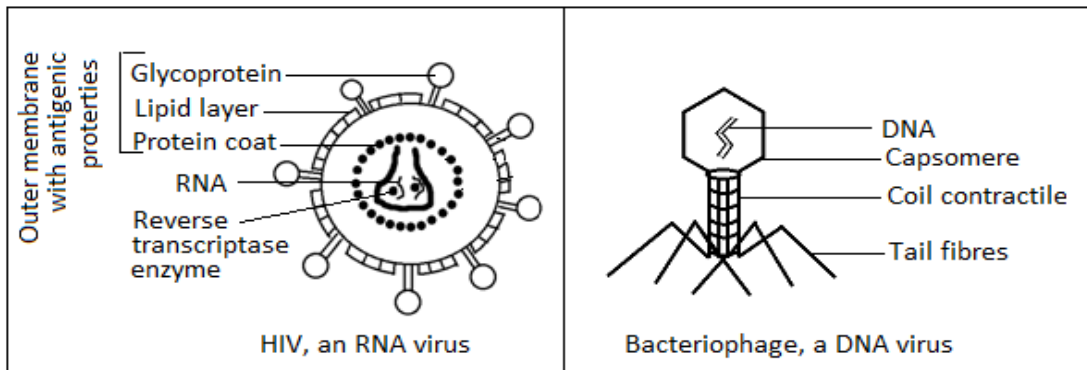 Outer membrane
with antigenic
proterties
Glycoprotein
Lipid layer
Protein coat
RNA
Reverse
transcriptase
enzyme
HIV, an RNA virus
DNA
Capsomere
Coil contractile
Tail fibres
Bacteriophage, a DNA virus